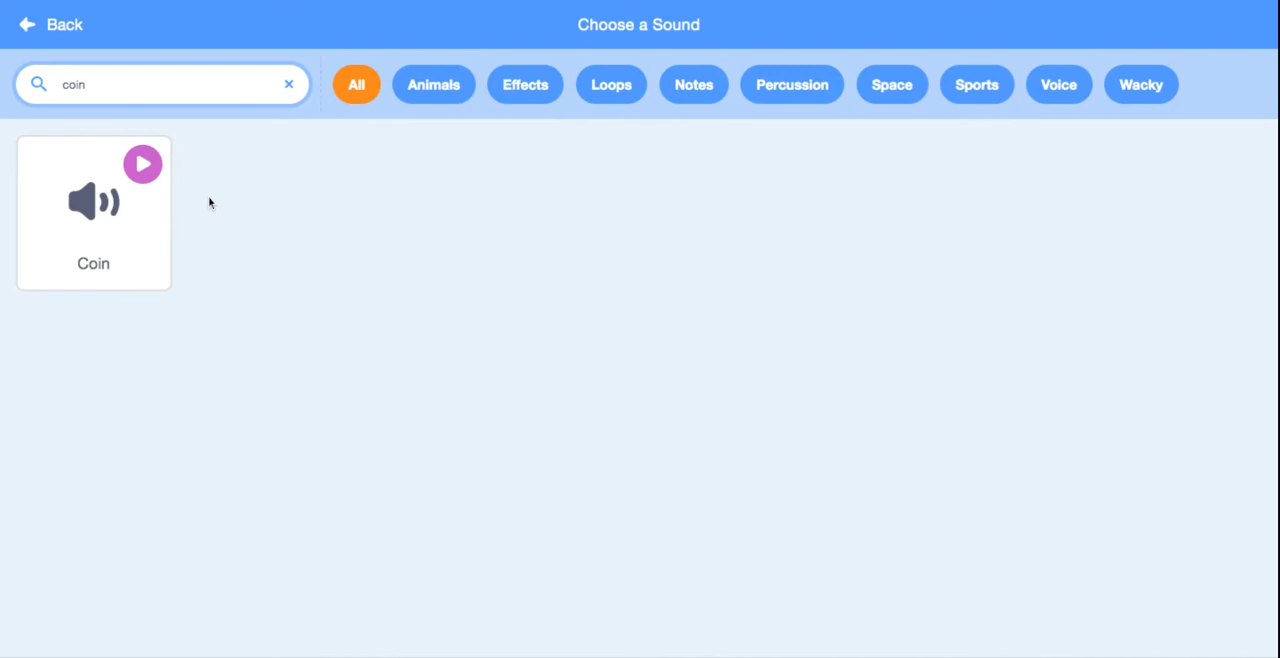 Back
Choose a Sound
coin
All
Animals
Effects
Loops
Notes
Percussion
Space
Sports
Voice
Wacky
Coin